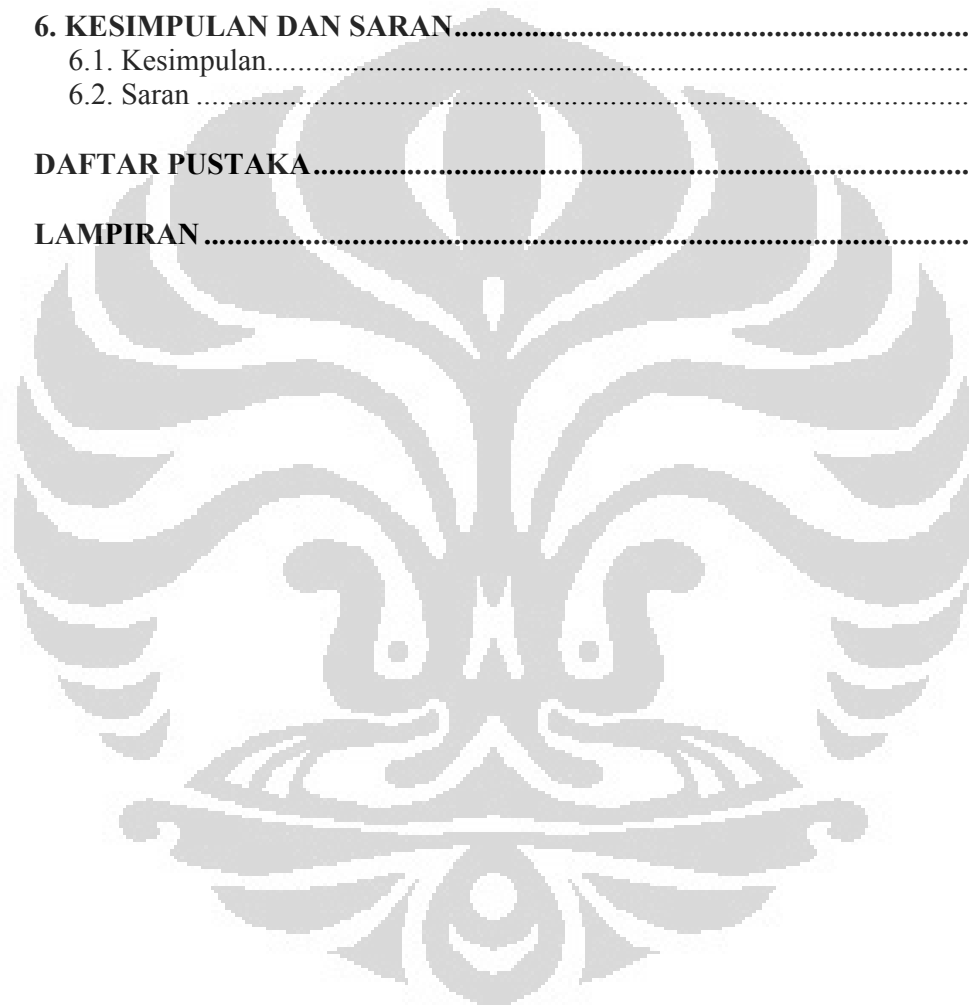 6. KESIMPULAN DAN SARAN..........................................................................
6.1. Kesimpulan...........................................................................................
6.2. Saran ....................................................................................................
DAFTAR PUSTAKA.............................................................................................
LAMPIRAN ...........................................................................................................